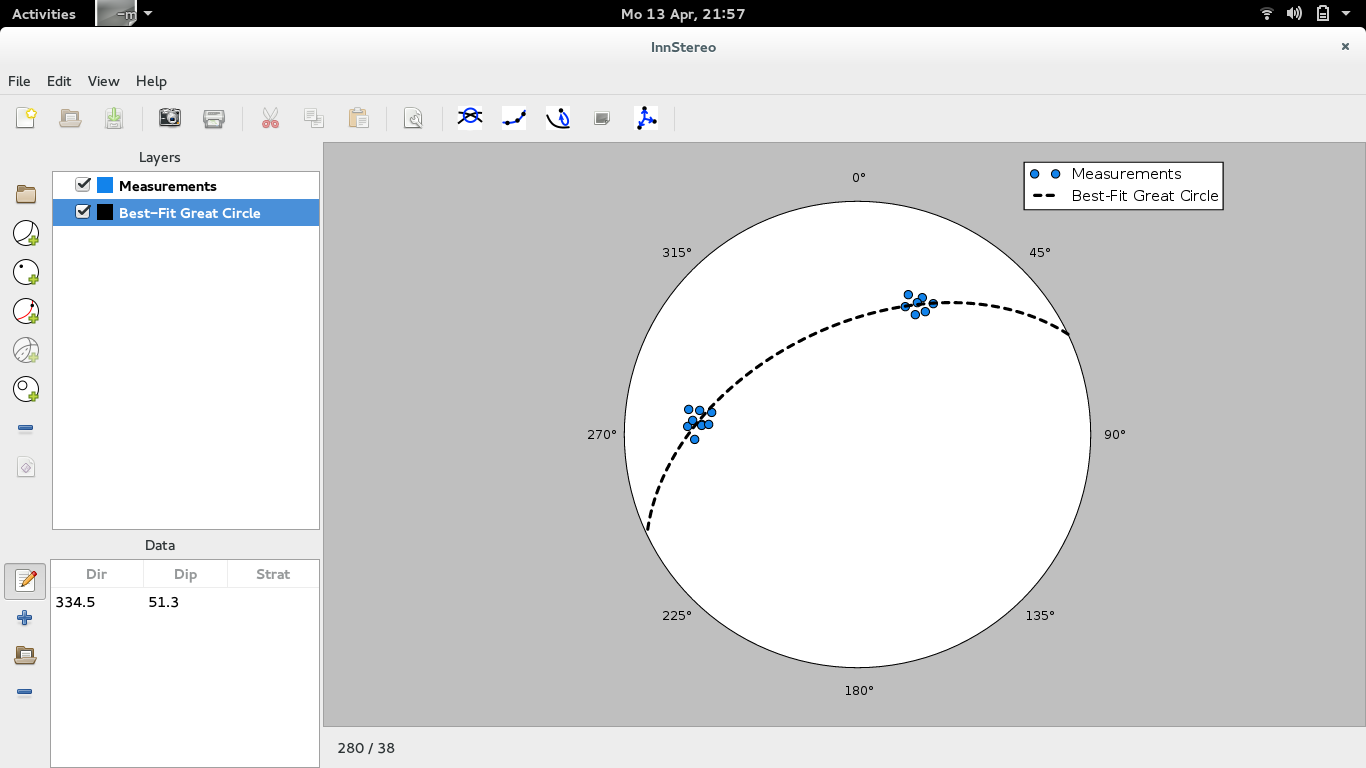 Activities
-m
Mo 13 Apr, 21:57
InnStereo
File Edit View Help
Layers
Measurements
Best-Fit Great Circle
Data
Dir Dip Strat
334.5 51.3
0°
Measurements
Best-Fit Great Circle
315° 45°
270° 90°
225° 135°
180°
280 / 38